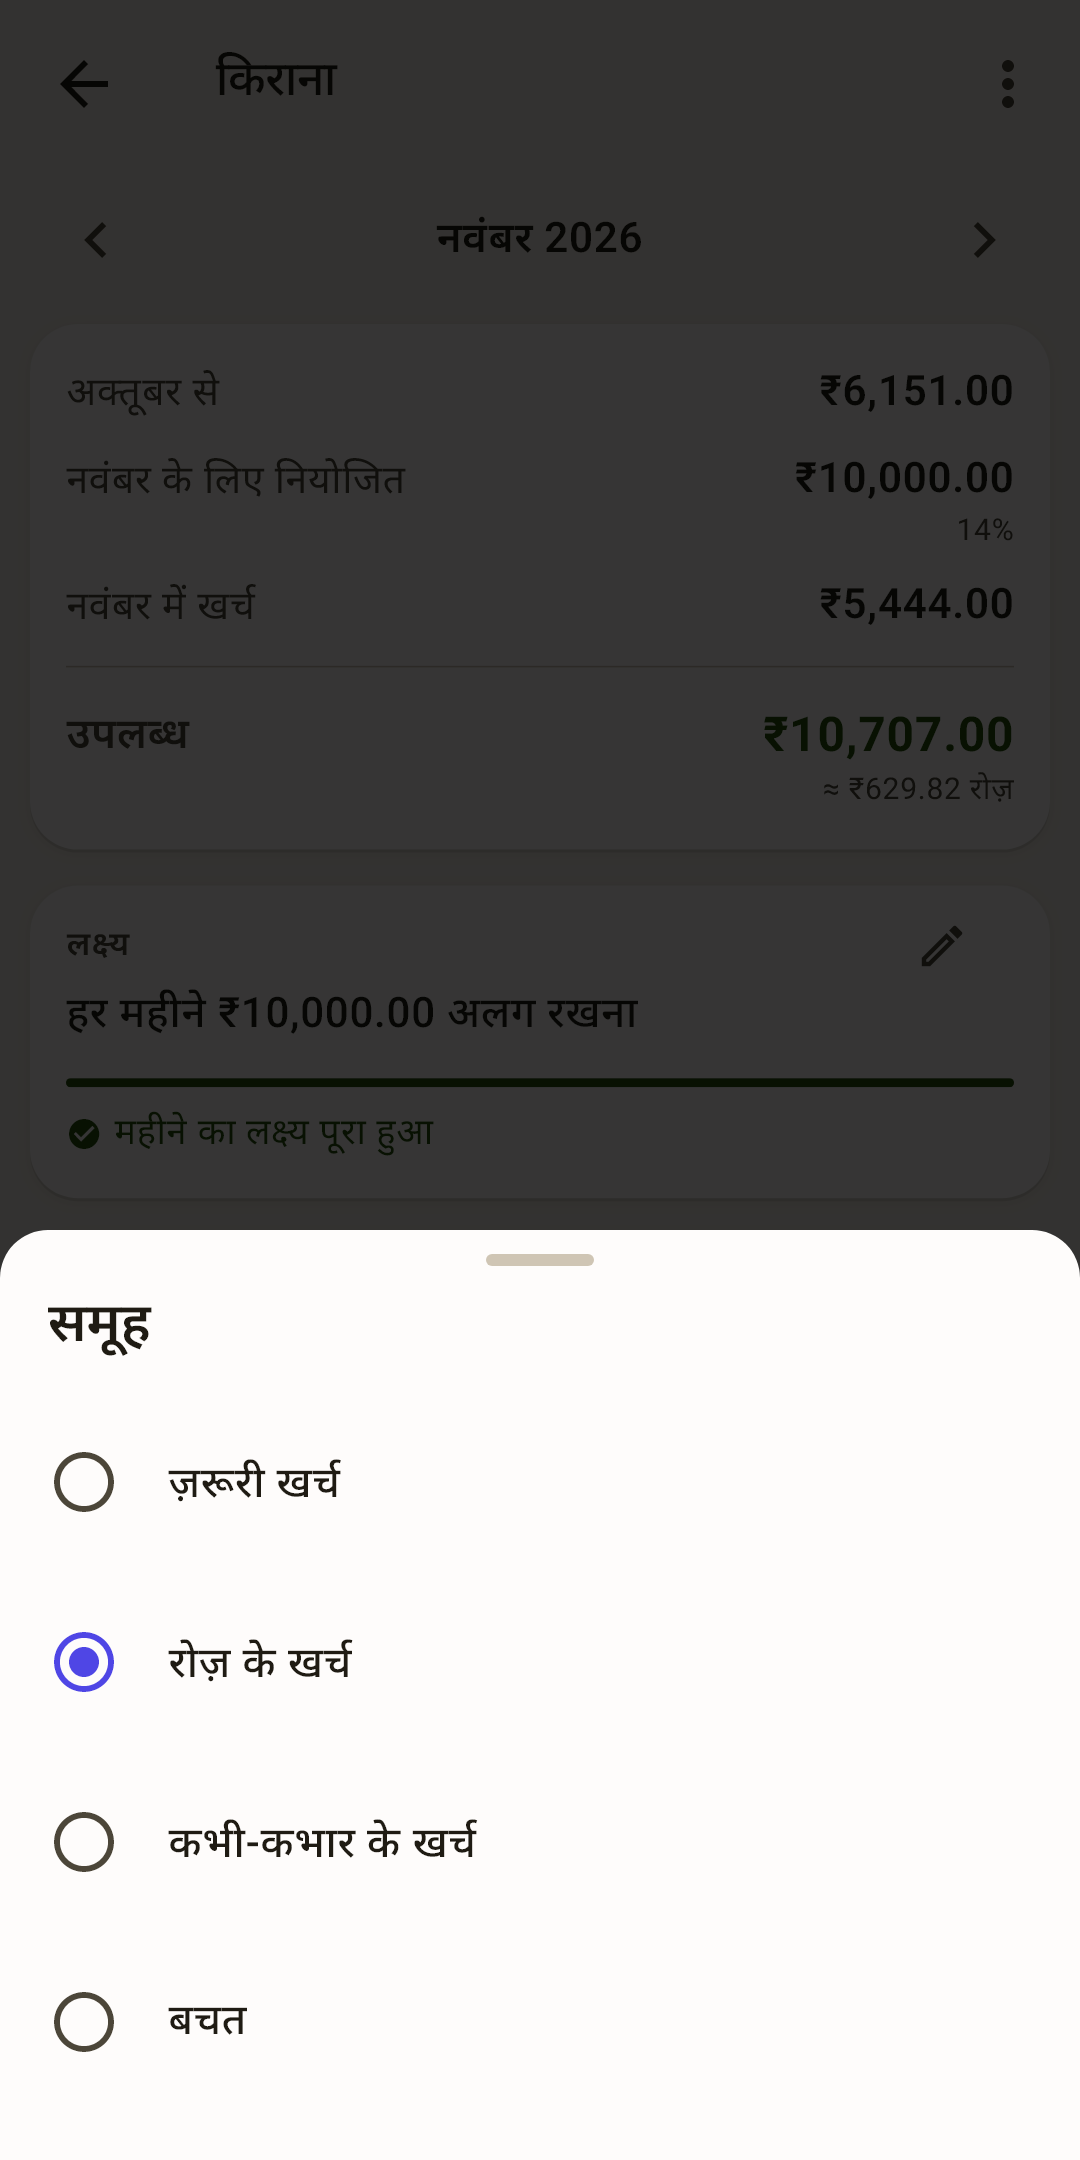 किराना
नवंबर 2026
अक्तूबर से ₹6,151.00
नवंबर के लिए नियोजित ₹10,000.00
14%
नवंबर में खर्च ₹5,444.00
उपलब्ध ₹10,707.00
≈ ₹629.82 रोज़
लक्ष्य
हर महीने ₹10,000.00 अलग रखना
महीने का लक्ष्य पूरा हुआ
समूह
ज़रूरी खर्च
रोज़ के खर्च
कभी-कभार के खर्च
बचत